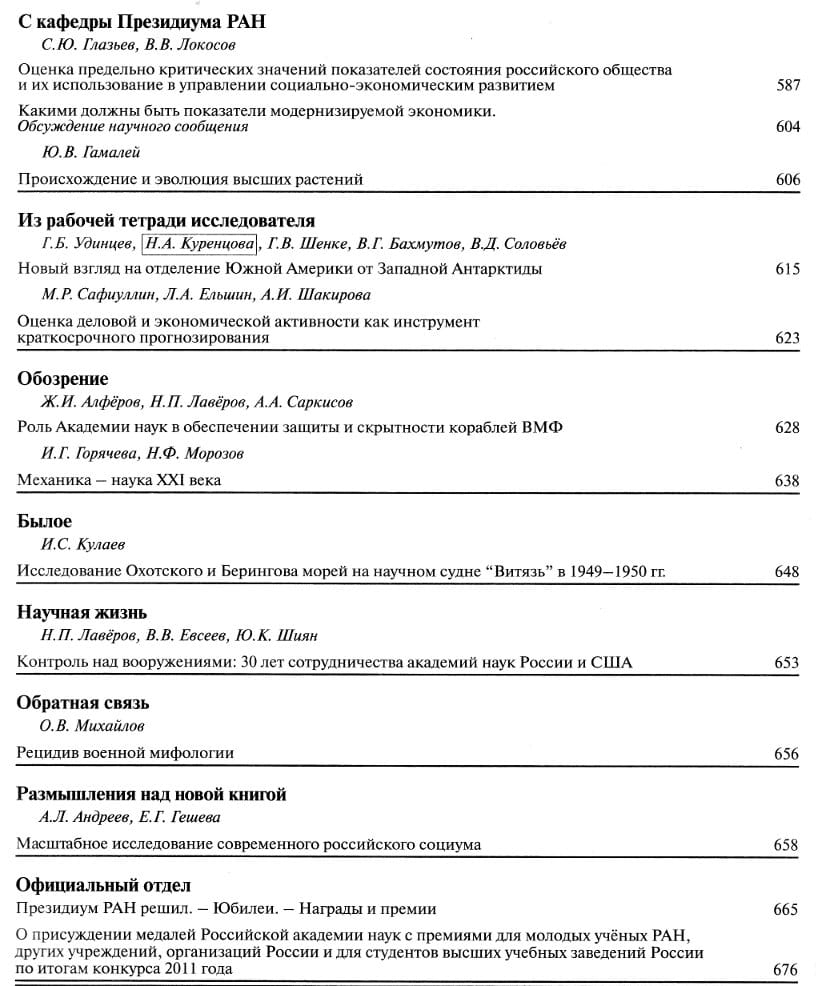 С кафедры Президиума РАН
С.Ю. Глазьев, В.В. Локосов
Оценка предельно критических значений показателей состояния российского общества
и их использование в управлении социально-экономическим развитием 587
Какими должны быть показатели модернизируемой экономики.
Обсуждение научного сообщения 604
Ю.В. Гамалей
Происхождение и эволюция высших растений 606
Из рабочей тетради исследователя
Г.Б. Удинцев, Н.А. Куренцова, Г.В. Шенке, В.Г. Бахмутов, В.Д. Соловьёв
Новый взгляд на отделение Южной Америки от Западной Антарктиды 615
М.Р. Сафиуллин, Л.А. Ельшин, А.И. Шакирова
Оценка деловой и экономической активности как инструмент
краткосрочного прогнозирования 623
Обозрение
Ж.И. Алфёров, Н.П. Лавёров, А.А. Саркисов
Роль Академии наук в обеспечении защиты и скрытности кораблей ВМФ 628
И.Г. Горячева, Н.Ф. Морозов
Механика – наука XXI века 638
Былое
И.С. Кулаев
Исследование Охотского и Берингова морей на научном судне “Витязь” в 1949–1950 гг. 648
Научная жизнь
Н.П. Лавёров, В.В. Евсеев, Ю.К. Шиян
Контроль над вооружениями: 30 лет сотрудничества академий наук России и США 653
Обратная связь
О.В. Михайлов
Рецидив военной мифологии 656
Размышления над новой книгой
А.Л. Андреев, Е.Г. Гешева
Масштабное исследование современного российского социума 658
Официальный отдел
Президиум РАН решил. – Юбилеи. – Награды и премии 665
О присуждении медалей Российской академии наук с премиями для молодых учёных РАН,
других учреждений, организаций России и для студентов высших учебных заведений России
по итогам конкурса 2011 года 676